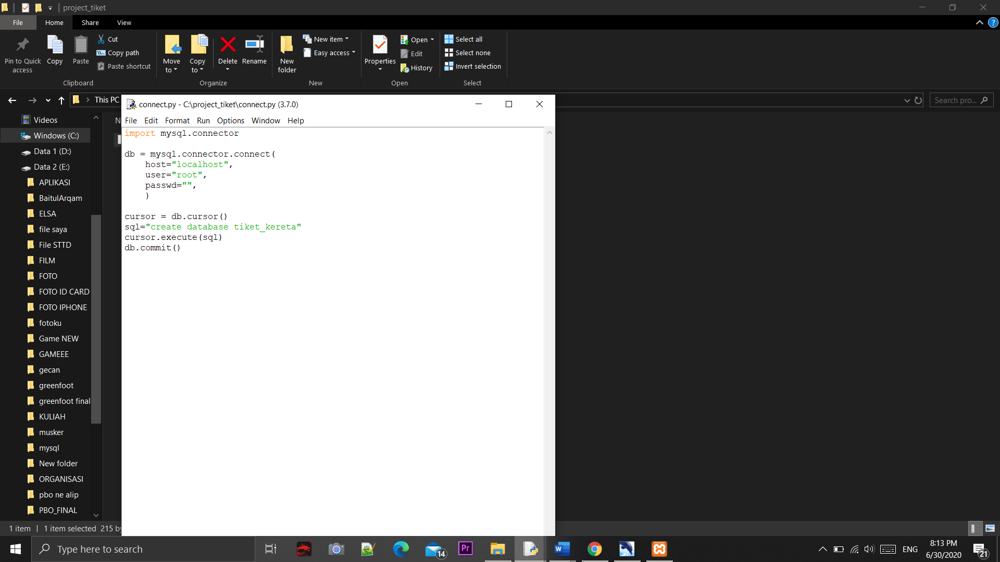 project_tiket
File Home Share View
Pin to Quick access
Copy
Paste
Cut
Copy path
Paste shortcut
Clipboard
Move to
Copy to
Delete
Rename
Organize
New folder
New item
Easy access
New
Properties
Open
Edit
History
Open
Select all
Select none
Invert selection
Select
This PC
Search pro...
Videos
Windows (C:)
Data 1 (D:)
Data 2 (E:)
APLIKASI
BaitulArqam
ELSA
file saya
File STTD
FILM
FOTO
FOTO ID CARD
FOTO IPHONE
fotoku
Game NEW
GAMEEE
gecan
greenfoot
greenfoot final
KULIAH
musker
mysql
New folder
ORGANISASI
pbo ne alip
PBO_FINAL
connect.py - C:\project_tiket\connect.py (3.7.0)
File Edit Format Run Options Window Help
import mysql.connector
db = mysql.connector.connect(
host="localhost",
user="root",
passwd="",
)
cursor = db.cursor()
sql="create database tiket_kereta"
cursor.execute(sql)
db.commit()
1 item 1 item selected 215 by
Type here to search
14
Pr
W
ENG
8:13 PM
6/30/2020
21